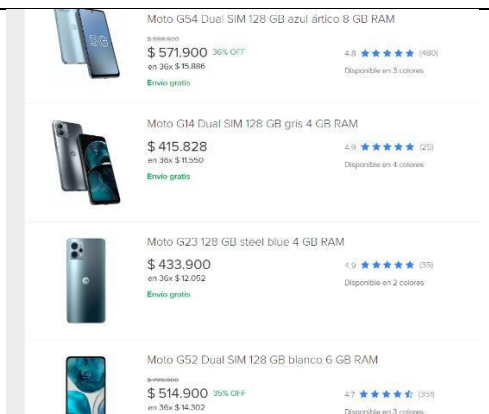 Moto G54 Dual SIM 128 GB azul ártico 8 GB RAM
$ 571.900 36% OFF
en 36x $ 15.886
Envío gratis
4.8 (480)
Disponible en 3 colores
Moto G14 Dual SIM 128 GB gris 4 GB RAM
$ 415.828
en 36x $ 11.550
Envío gratis
4.9 (25)
Disponible en 4 colores
Moto G23 128 GB steel blue 4 GB RAM
$ 433.900
en 36x $ 12.052
Envío gratis
4.9 (35)
Disponible en 2 colores
Moto G52 Dual SIM 128 GB blanco 6 GB RAM
$ 514.900 35% OFF
en 36x $ 14.302
4.7 (351)
Disponible en 3 colores